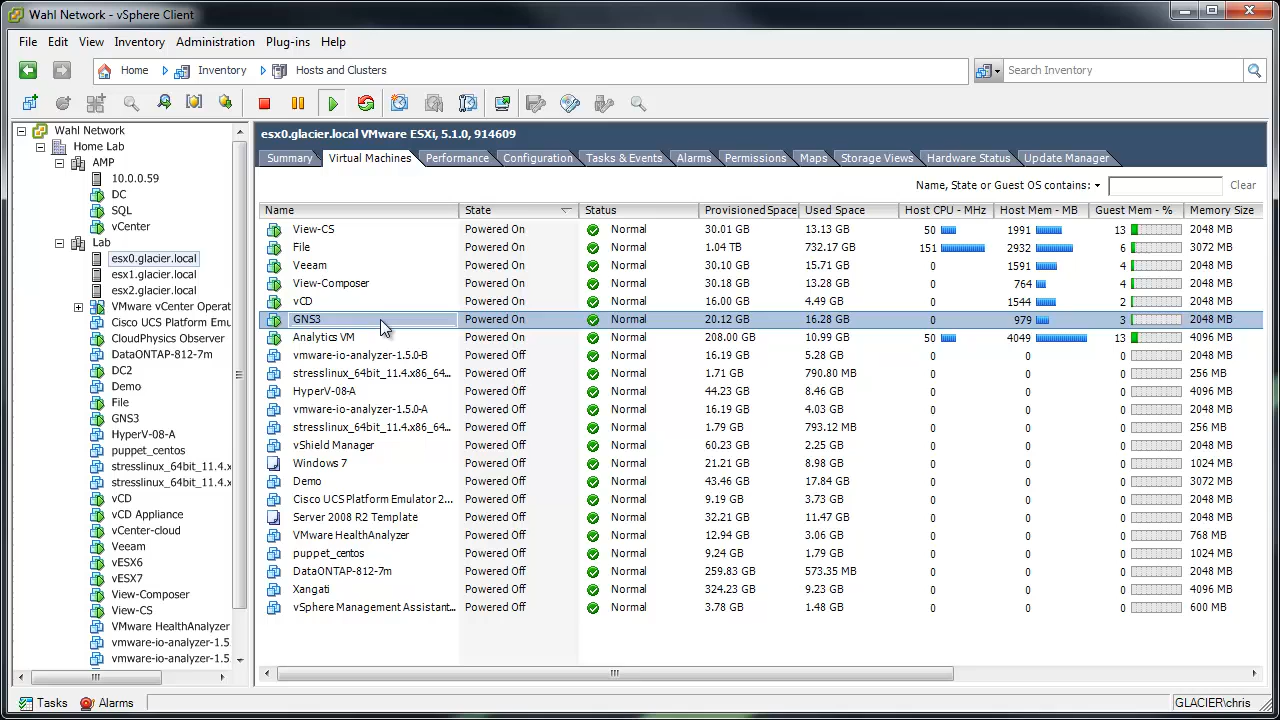 Wahl Network - vSphere Client
File Edit View Inventory Administration Plug-ins Help
Home Inventory Hosts and Clusters Search Inventory
Wahl Network
Home Lab
AMP
10.0.0.59
DC
SQL
vCenter
Lab
esx0.glacier.local
esx1.glacier.local
esx2.glacier.local
VMware vCenter Operat
Cisco UCS Platform Emu
CloudPhysics Observer
DataONTAP-812-7m
DC2
Demo
File
GNS3
HyperV-08-A
puppet_centos
stresslinux_64bit_11.4.x
stresslinux_64bit_11.4.x
vCD
vCD Appliance
vCenter-cloud
Veeam
vESX6
vESX7
View-Composer
View-CS
VMware HealthAnalyzer
vmware-io-analyzer-1.5
vmware-io-analyzer-1.5
esx0.glacier.local VMware ESXi, 5.1.0, 914609
Summary Virtual Machines Performance Configuration Tasks & Events Alarms Permissions Maps Storage Views Hardware Status Update Manager
Name, State or Guest OS contains: Clear
Name State Status Provisioned Space Used Space Host CPU - MHz Host Mem - MB Guest Mem - % Memory Size
View-CS Powered On Normal 30.01 GB 13.13 GB 50 1991 13 2048 MB
File Powered On Normal 1.04 TB 732.17 GB 151 2932 6 3072 MB
Veeam Powered On Normal 30.10 GB 15.71 GB 0 1591 4 2048 MB
View-Composer Powered On Normal 30.18 GB 13.28 GB 0 764 4 2048 MB
vCD Powered On Normal 16.00 GB 4.49 GB 0 1544 2 2048 MB
GNS3 Powered On Normal 20.12 GB 16.28 GB 0 979 3 2048 MB
Analytics VM Powered On Normal 208.00 GB 10.99 GB 50 4049 13 4096 MB
vmware-io-analyzer-1.5.0-B Powered Off Normal 16.19 GB 5.28 GB 0 0 0 2048 MB
stresslinux_64bit_11.4.x86_64... Powered Off Normal 1.71 GB 790.80 MB 0 0 0 256 MB
HyperV-08-A Powered Off Normal 44.23 GB 8.46 GB 0 0 0 4096 MB
vmware-io-analyzer-1.5.0-A Powered Off Normal 16.19 GB 4.03 GB 0 0 0 2048 MB
stresslinux_64bit_11.4.x86_64... Powered Off Normal 1.79 GB 793.12 MB 0 0 0 256 MB
vShield Manager Powered Off Normal 60.23 GB 2.25 GB 0 0 0 2048 MB
Windows 7 Powered Off Normal 21.21 GB 8.98 GB 0 0 0 1024 MB
Demo Powered Off Normal 43.46 GB 17.84 GB 0 0 0 3072 MB
Cisco UCS Platform Emulator 2... Powered Off Normal 9.19 GB 3.73 GB 0 0 0 2048 MB
Server 2008 R2 Template Powered Off Normal 32.21 GB 11.47 GB 0 0 0 2048 MB
VMware HealthAnalyzer Powered Off Normal 12.94 GB 3.06 GB 0 0 0 768 MB
puppet_centos Powered Off Normal 9.24 GB 1.79 GB 0 0 0 1024 MB
DataONTAP-812-7m Powered Off Normal 259.83 GB 573.35 MB 0 0 0 2048 MB
Xangati Powered Off Normal 324.23 GB 9.23 GB 0 0 0 4096 MB
vSphere Management Assistant... Powered Off Normal 3.78 GB 1.48 GB 0 0 0 600 MB
Tasks Alarms GLACIER\chris